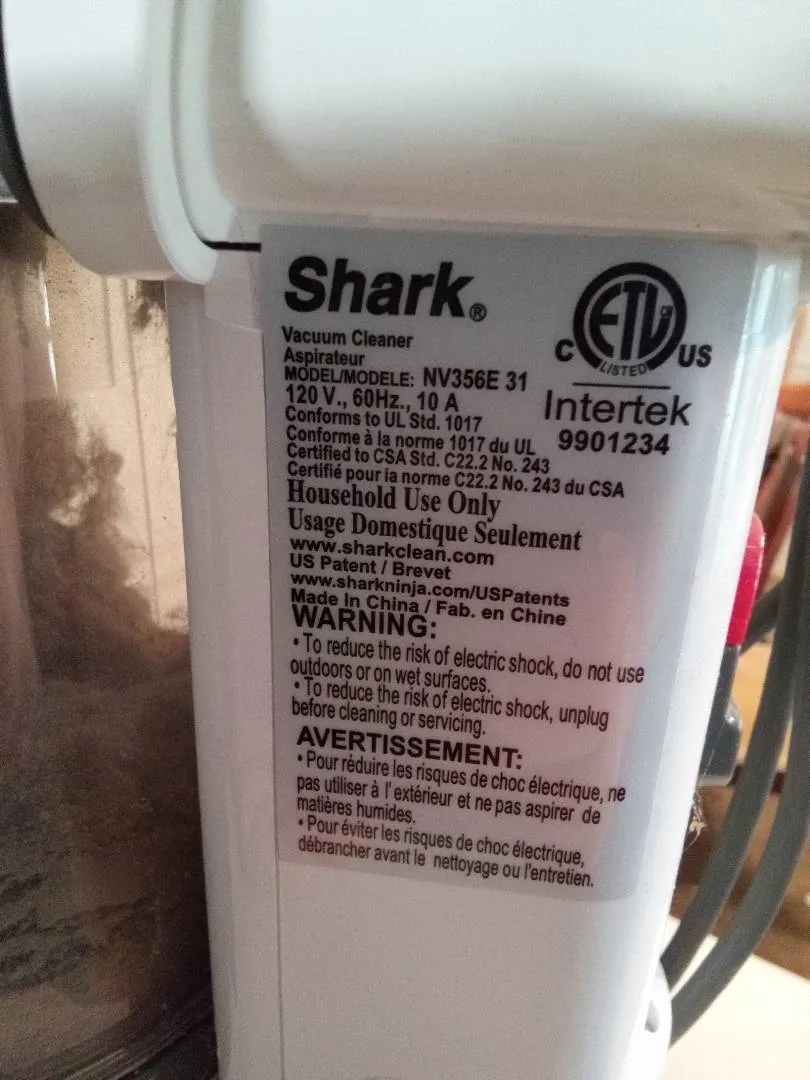 Shark®
Vacuum Cleaner
Aspirateur
MODEL/MODELE: NV356E 31
120 V., 60Hz., 10 A
Conforms to UL Std. 1017
Conforme à la norme 1017 du UL
Certified to CSA Std. C22.2 No. 243
Certifié pour la norme C22.2 No. 243 du CSA
Household Use Only
Usage Domestique Seulement
www.sharkclean.com
US Patent / Brevet
www.sharkninja.com/USPatents
Made In China / Fab. en Chine
WARNING:
• To reduce the risk of electric shock, do not use
outdoors or on wet surfaces.
• To reduce the risk of electric shock, unplug
before cleaning or servicing.
AVERTISSEMENT:
• Pour réduire les risques de choc électrique, ne
pas utiliser à l'extérieur et ne pas aspirer de
matières humides.
• Pour éviter les risques de choc électrique,
débrancher avant le nettoyage ou l'entretien.
ETL
C LISTED US
Intertek
9901234